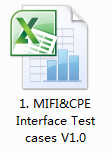 1. MIFI&CPE
Interface Test
cases V1.0